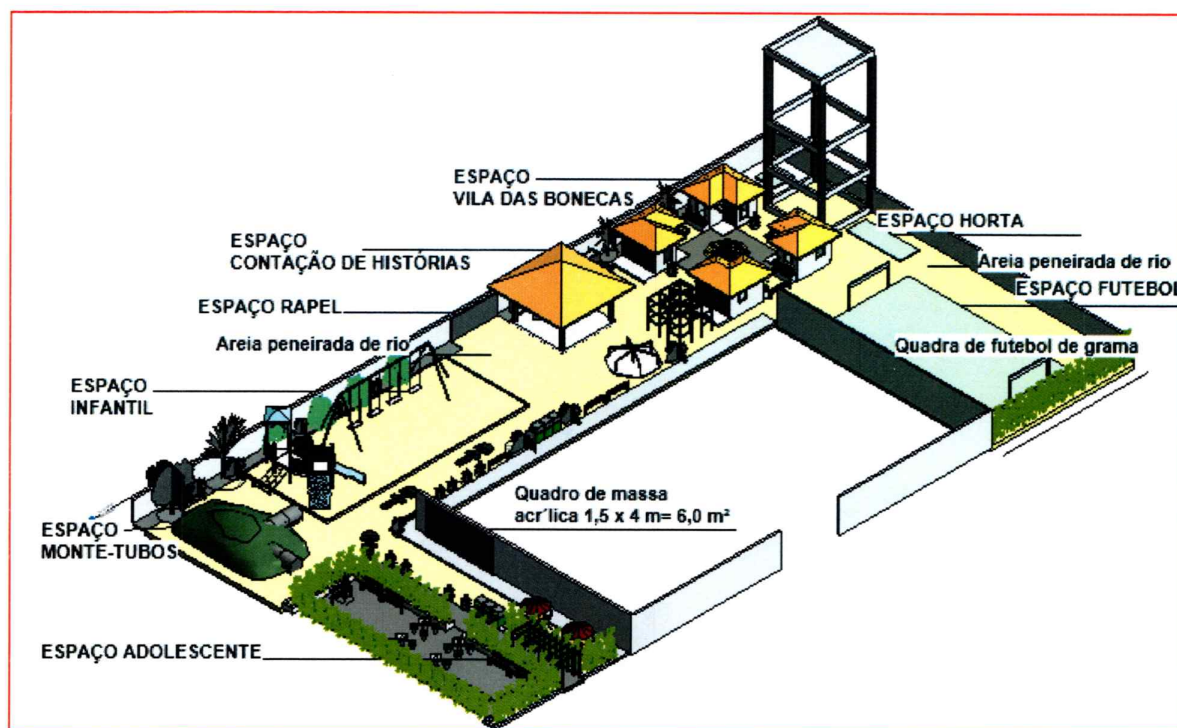 ESPAÇO
VILA DAS BONECAS
ESPAÇO HORTA
ESPAÇO
CONTAÇÃO DE HISTÓRIAS
Areia peneirada de rio
ESPAÇO FUTEBOL
ESPAÇO RAPEL
Areia peneirada de rio
Quadra de futebol de grama
ESPAÇO
INFANTIL
Quadro de massa
acr´lica 1,5 x 4 m= 6,0 m²
ESPAÇO
MONTE-TUBOS
ESPAÇO ADOLESCENTE